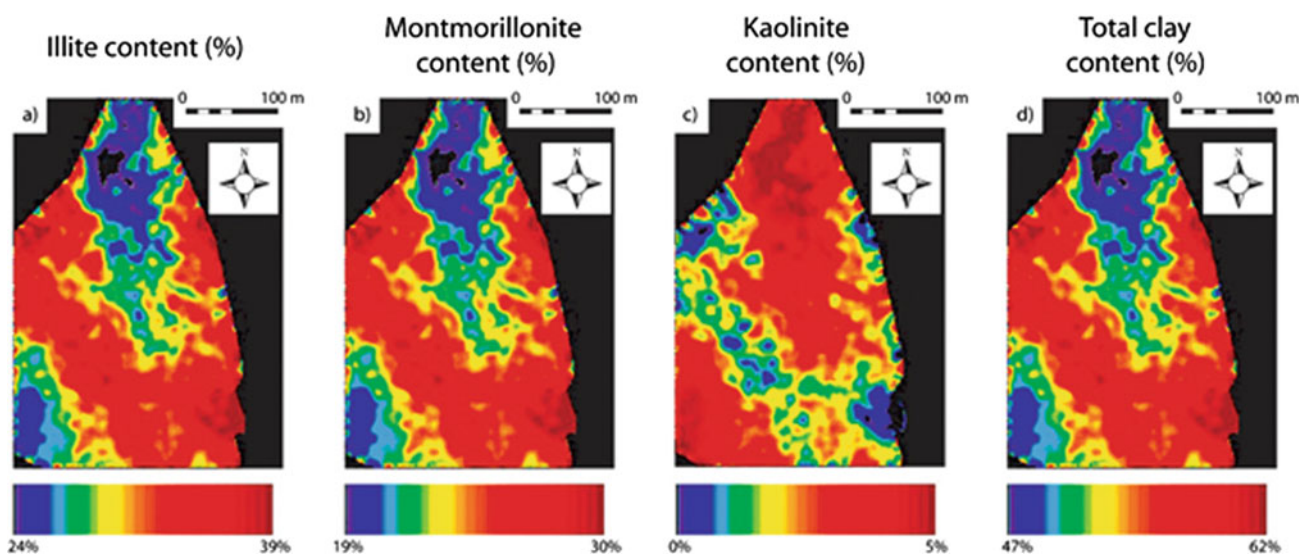 Illite content (%)
Montmorillonite
content (%)
Kaolinite
content (%)
Total clay
content (%)
0 100 m
0 100 m
0 100 m
0 100 m
a)
b)
c)
d)
N
N
N
N
24% 39%
19% 30%
0% 5%
47% 62%